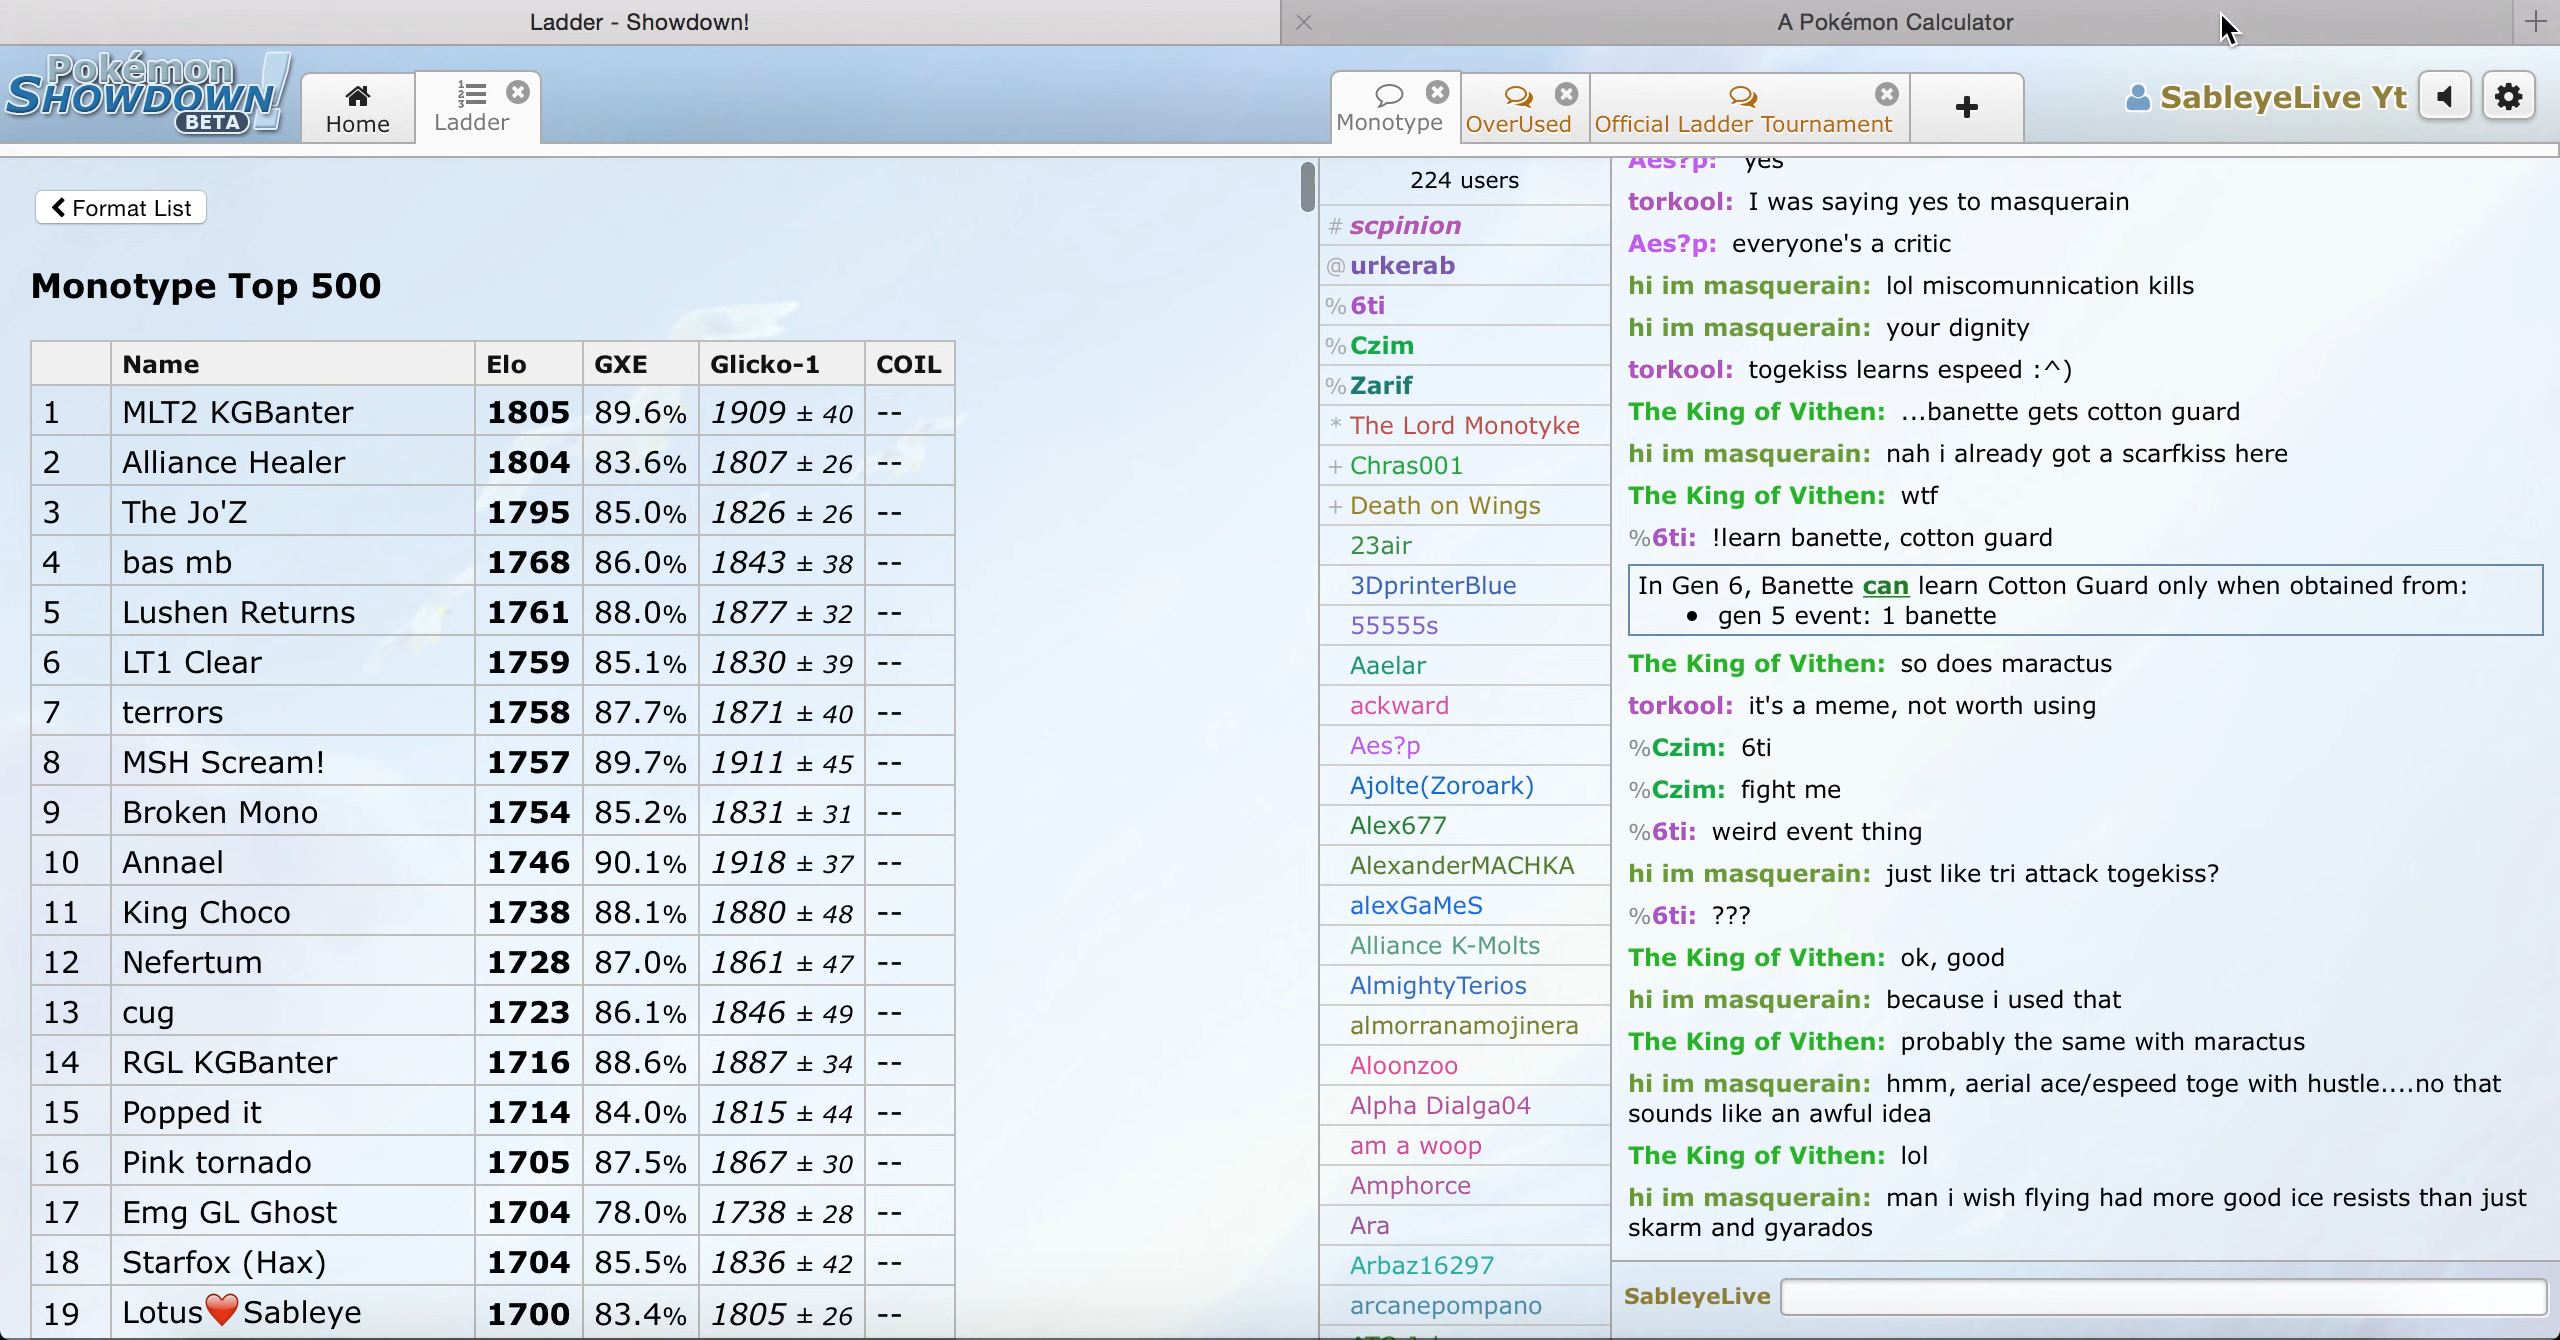 Ladder - Showdown!
A Pokémon Calculator
Pokémon
SHOWDOWN!
BETA
Home
Ladder
Monotype
OverUsed
Official Ladder Tournament
SableyeLive Yt
Format List
Monotype Top 500
Name Elo GXE Glicko-1 COIL
1 MLT2 KGBanter 1805 89.6% 1909 ± 40 --
2 Alliance Healer 1804 83.6% 1807 ± 26 --
3 The Jo'Z 1795 85.0% 1826 ± 26 --
4 bas mb 1768 86.0% 1843 ± 38 --
5 Lushen Returns 1761 88.0% 1877 ± 32 --
6 LT1 Clear 1759 85.1% 1830 ± 39 --
7 terrors 1758 87.7% 1871 ± 40 --
8 MSH Scream! 1757 89.7% 1911 ± 45 --
9 Broken Mono 1754 85.2% 1831 ± 31 --
10 Annael 1746 90.1% 1918 ± 37 --
11 King Choco 1738 88.1% 1880 ± 48 --
12 Nefertum 1728 87.0% 1861 ± 47 --
13 cug 1723 86.1% 1846 ± 49 --
14 RGL KGBanter 1716 88.6% 1887 ± 34 --
15 Popped it 1714 84.0% 1815 ± 44 --
16 Pink tornado 1705 87.5% 1867 ± 30 --
17 Emg GL Ghost 1704 78.0% 1738 ± 28 --
18 Starfox (Hax) 1704 85.5% 1836 ± 42 --
19 Lotus❤️Sableye 1700 83.4% 1805 ± 26 --
224 users
# scpinion
@ urkerab
% 6ti
% Czim
% Zarif
* The Lord Monotyke
+ Chras001
+ Death on Wings
23air
3DprinterBlue
55555s
Aaelar
ackward
Aes?p
Ajolte(Zoroark)
Alex677
AlexanderMACHKA
alexGaMeS
Alliance K-Molts
AlmightyTerios
almorranamojinera
Aloonzoo
Alpha Dialga04
am a woop
Amphorce
Ara
Arbaz16297
arcanepompano
Aes?p: yes
torkool: I was saying yes to masquerain
Aes?p: everyone's a critic
hi im masquerain: lol miscomunnication kills
hi im masquerain: your dignity
torkool: togekiss learns espeed :^)
The King of Vithen: ...banette gets cotton guard
hi im masquerain: nah i already got a scarfkiss here
The King of Vithen: wtf
%6ti: !learn banette, cotton guard
In Gen 6, Banette can learn Cotton Guard only when obtained from:
• gen 5 event: 1 banette
The King of Vithen: so does maractus
torkool: it's a meme, not worth using
%Czim: 6ti
%Czim: fight me
%6ti: weird event thing
hi im masquerain: just like tri attack togekiss?
%6ti: ???
The King of Vithen: ok, good
hi im masquerain: because i used that
The King of Vithen: probably the same with maractus
hi im masquerain: hmm, aerial ace/espeed toge with hustle....no that
sounds like an awful idea
The King of Vithen: lol
hi im masquerain: man i wish flying had more good ice resists than just
skarm and gyarados
SableyeLive